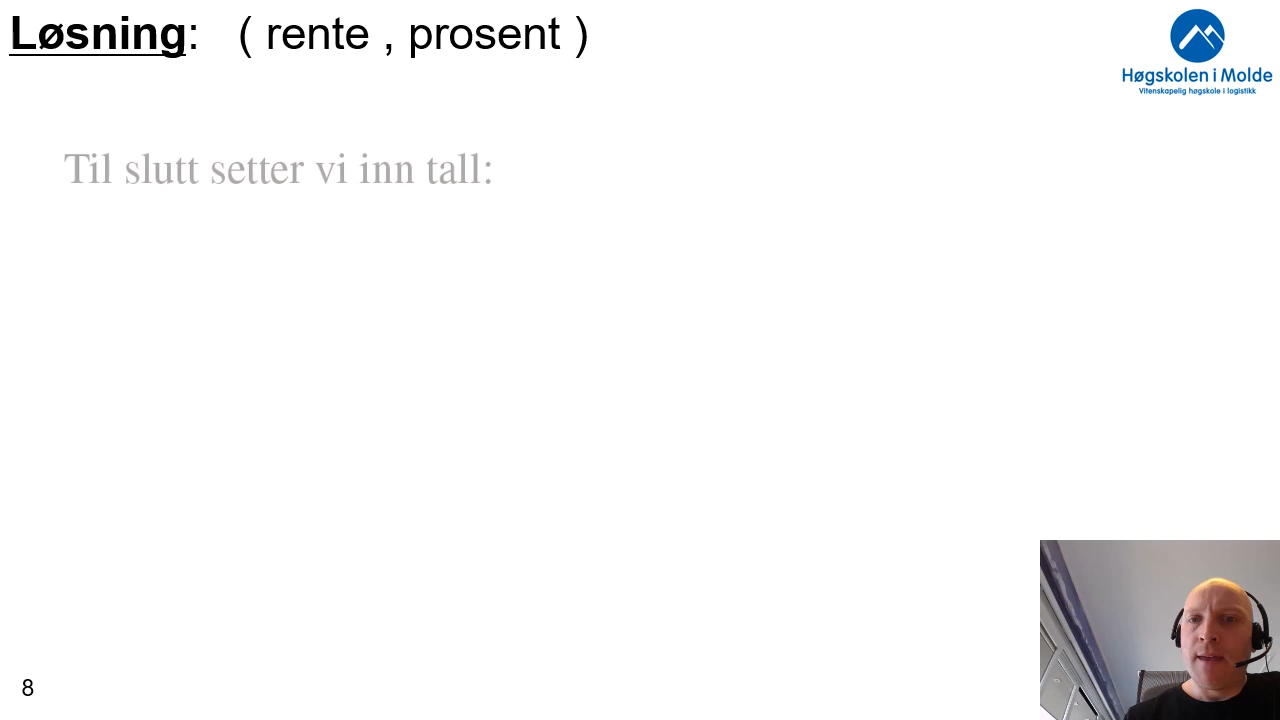 Løsning: ( rente , prosent )
Høgskolen i Molde
Vitenskapelig høgskole i logistikk
Til slutt setter vi inn tall:
8